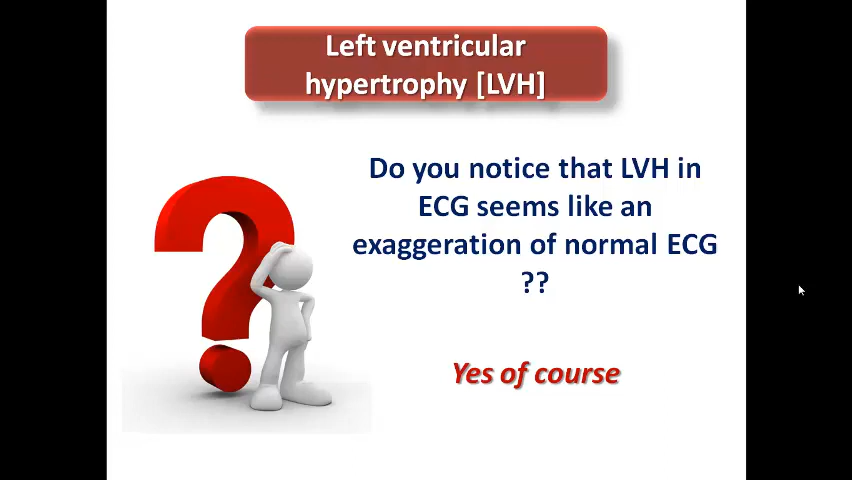 Left ventricular
hypertrophy [LVH]
Do you notice that LVH in
ECG seems like an
exaggeration of normal ECG
??
Yes of course